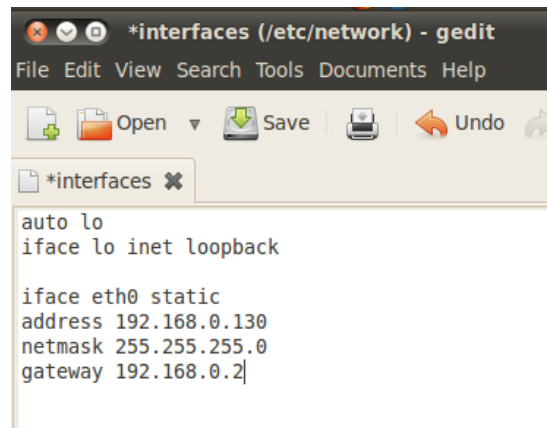 *interfaces (/etc/network) - gedit
File Edit View Search Tools Documents Help
Open Save Undo
*interfaces
auto lo
iface lo inet loopback
iface eth0 static
address 192.168.0.130
netmask 255.255.255.0
gateway 192.168.0.2